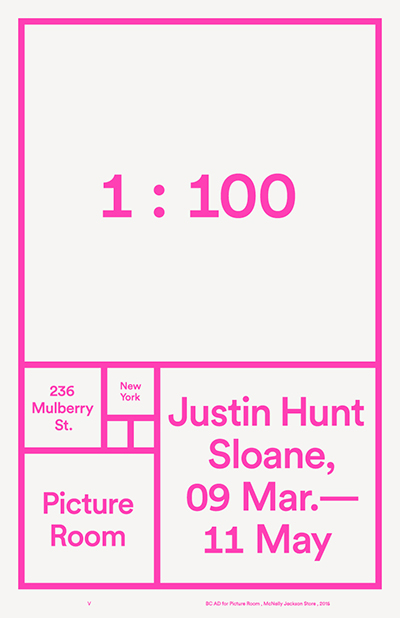 1 : 100
236
Mulberry
St.
New
York
Justin Hunt
Sloane,
09 Mar.—
11 May
Picture
Room
V
BC AD for Picture Room , McNally Jackson Store , 2016